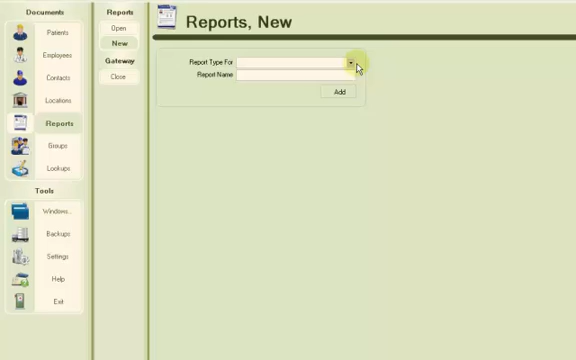 Documents
Patients
Employees
Contacts
Locations
Reports
Groups
Lookups
Tools
Windows...
Backups
Settings
Help
Exit
Reports
Open
New
Gateway
Close
Reports, New
Report Type For
Report Name
Add